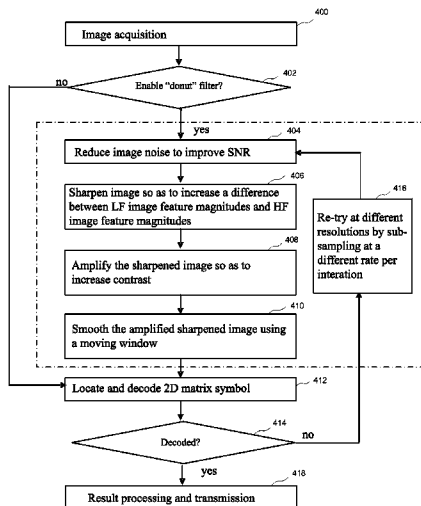 400
Image acquisition
402
no
Enable "donut" filter?
yes
404
Reduce image noise to improve SNR
406
Sharpen image so as to increase a difference
between LF image feature magnitudes and HF
image feature magnitudes
416
Re-try at different
resolutions by sub-
sampling at a
different rate per
interation
408
Amplify the sharpened image so as to
increase contrast
410
Smooth the amplified sharpened image using
a moving window
412
Locate and decode 2D matrix symbol
414
Decoded?
no
yes
418
Result processing and transmission